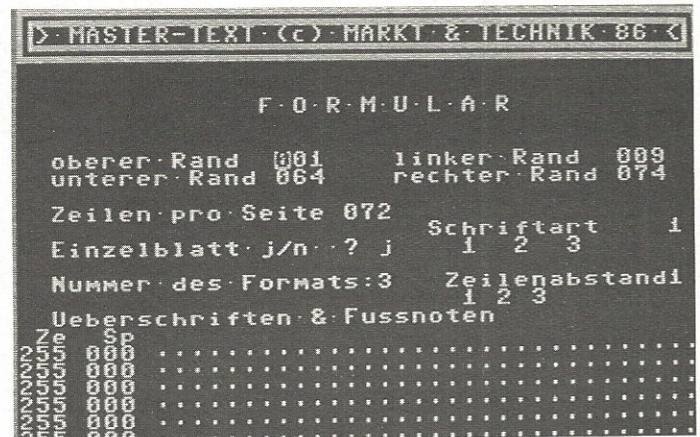 >·MASTER-TEXT·(c)·MARKT·&·TECHNIK·86·<
F·O·R·M·U·L·A·R
oberer·Rand 001 linker·Rand 009
unterer·Rand 064 rechter·Rand 074
Zeilen·pro·Seite 072
Schriftart 1
Einzelblatt·j/n··? j 1 2 3
Nummer·des·Formats:3 Zeilenabstand1
1 2 3
Ueberschriften·&·Fussnoten
Ze Sp
255 000 ................................
255 000 ................................
255 000 ................................
255 000 ................................
255 000 ................................
255 000